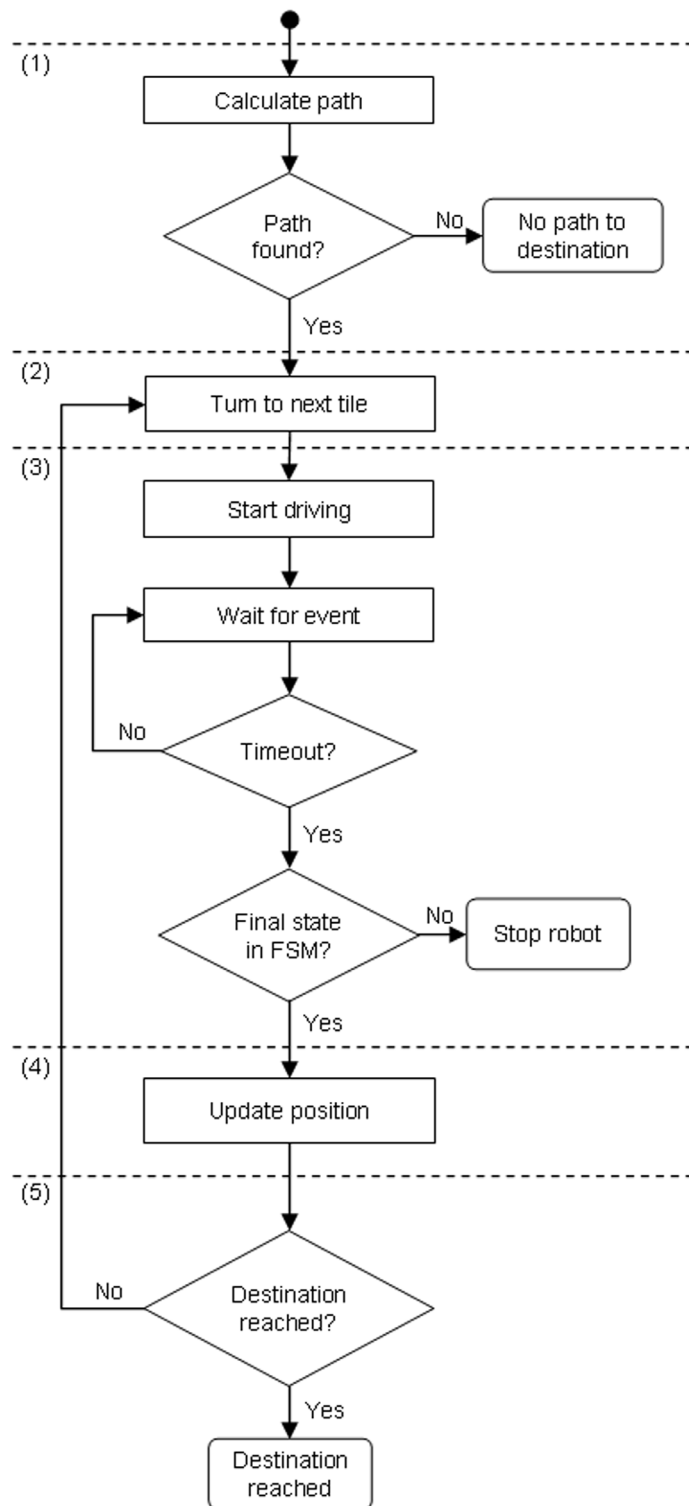 (1)
Calculate path
Path
found?
No
No path to
destination
Yes
(2)
Turn to next tile
(3)
Start driving
Wait for event
No
Timeout?
Yes
Final state
in FSM?
No
Stop robot
Yes
(4)
Update position
(5)
No
Destination
reached?
Yes
Destination
reached